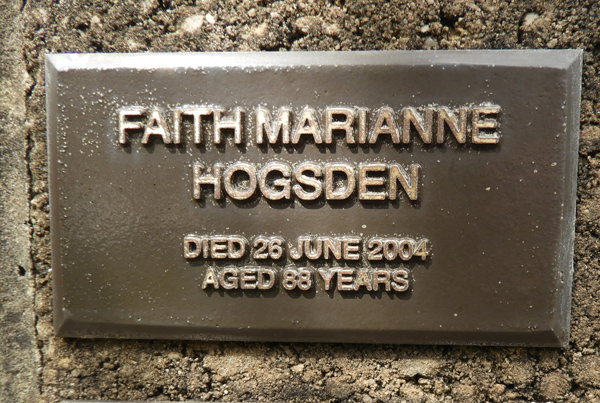 FAITH MARIANNE
HOGSDEN
DIED 26 JUNE 2004
AGED 88 YEARS